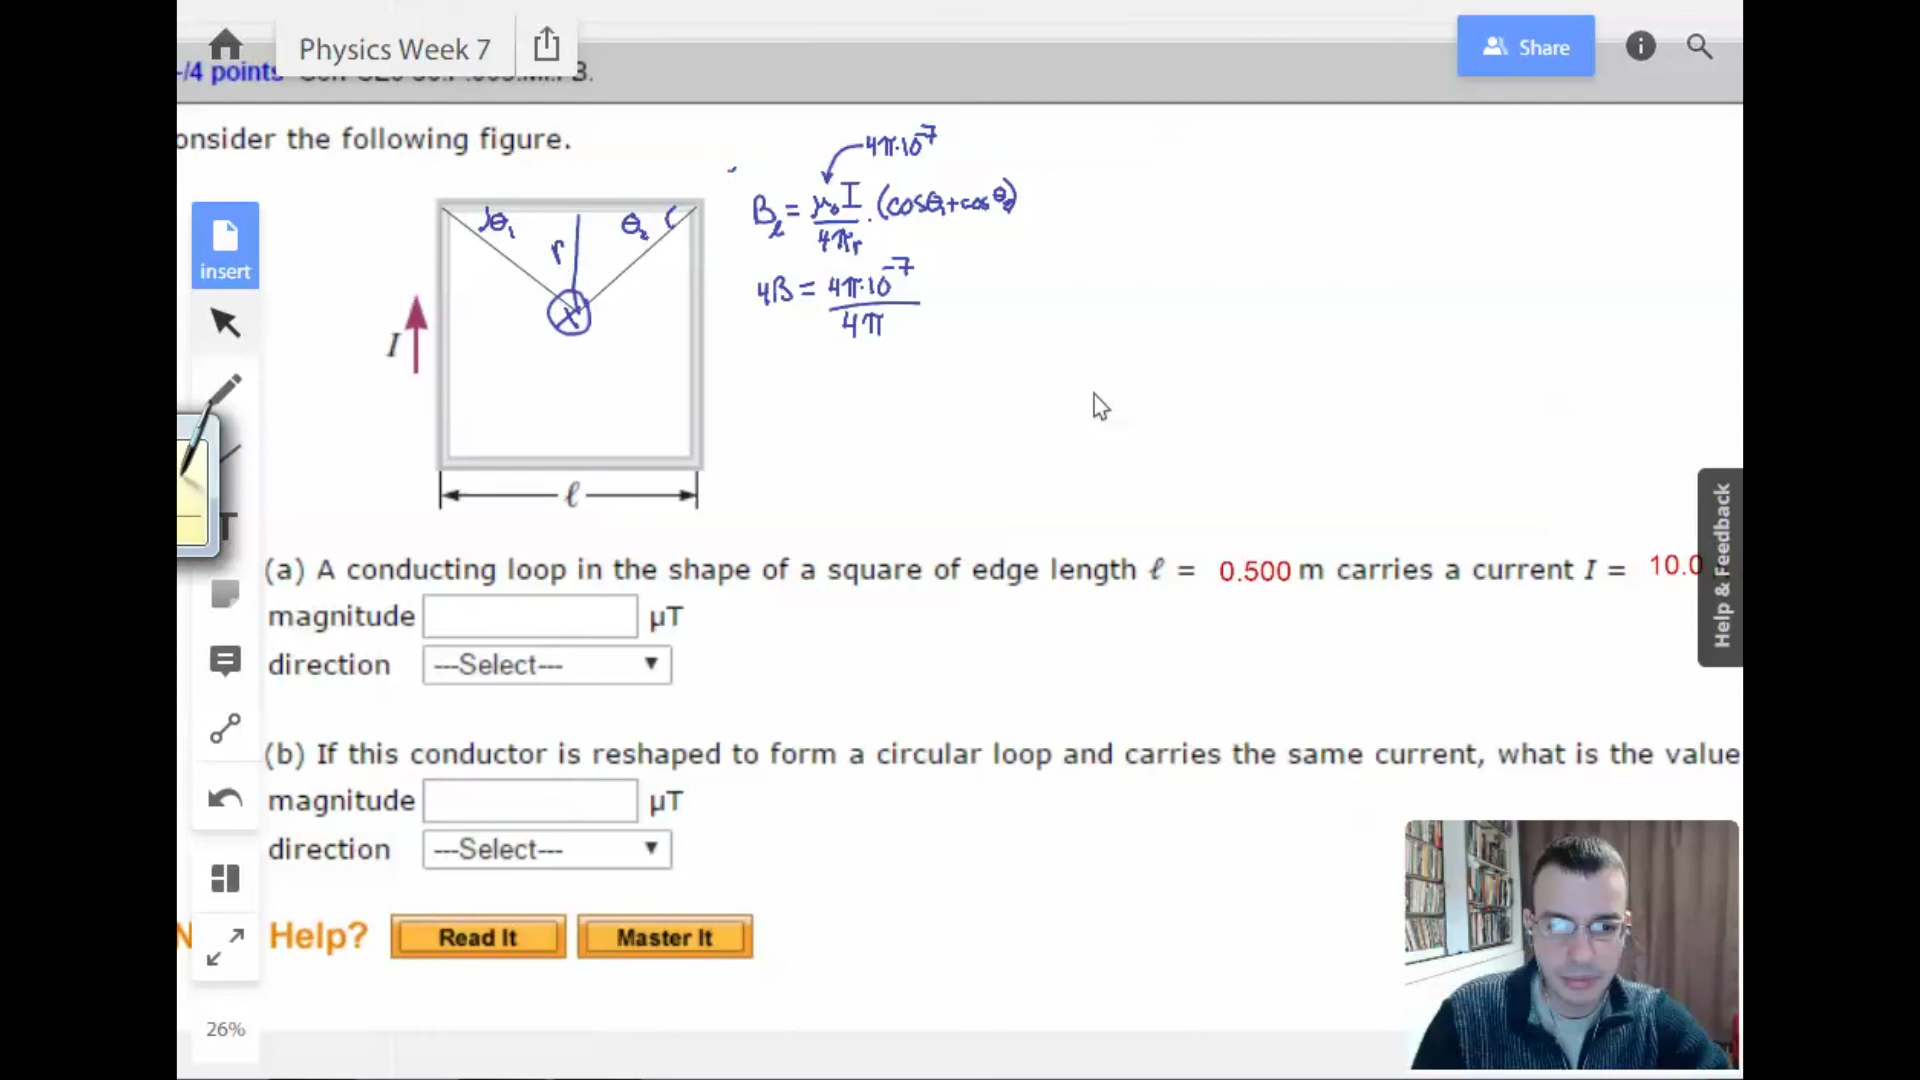 Physics Week 7
Share
-/4 points
onsider the following figure.
insert
θ₁
θ₂
r
I
ℓ
4π·10⁻⁷
B_ℓ = μ₀I/4πr · (cosθ₁+cosθ₂)
4B = 4π·10⁻⁷/4π
Help & Feedback
(a) A conducting loop in the shape of a square of edge length ℓ = 0.500 m carries a current I = 10.0
magnitude µT
direction ---Select---
(b) If this conductor is reshaped to form a circular loop and carries the same current, what is the value
magnitude µT
direction ---Select---
N Help? Read It Master It
26%